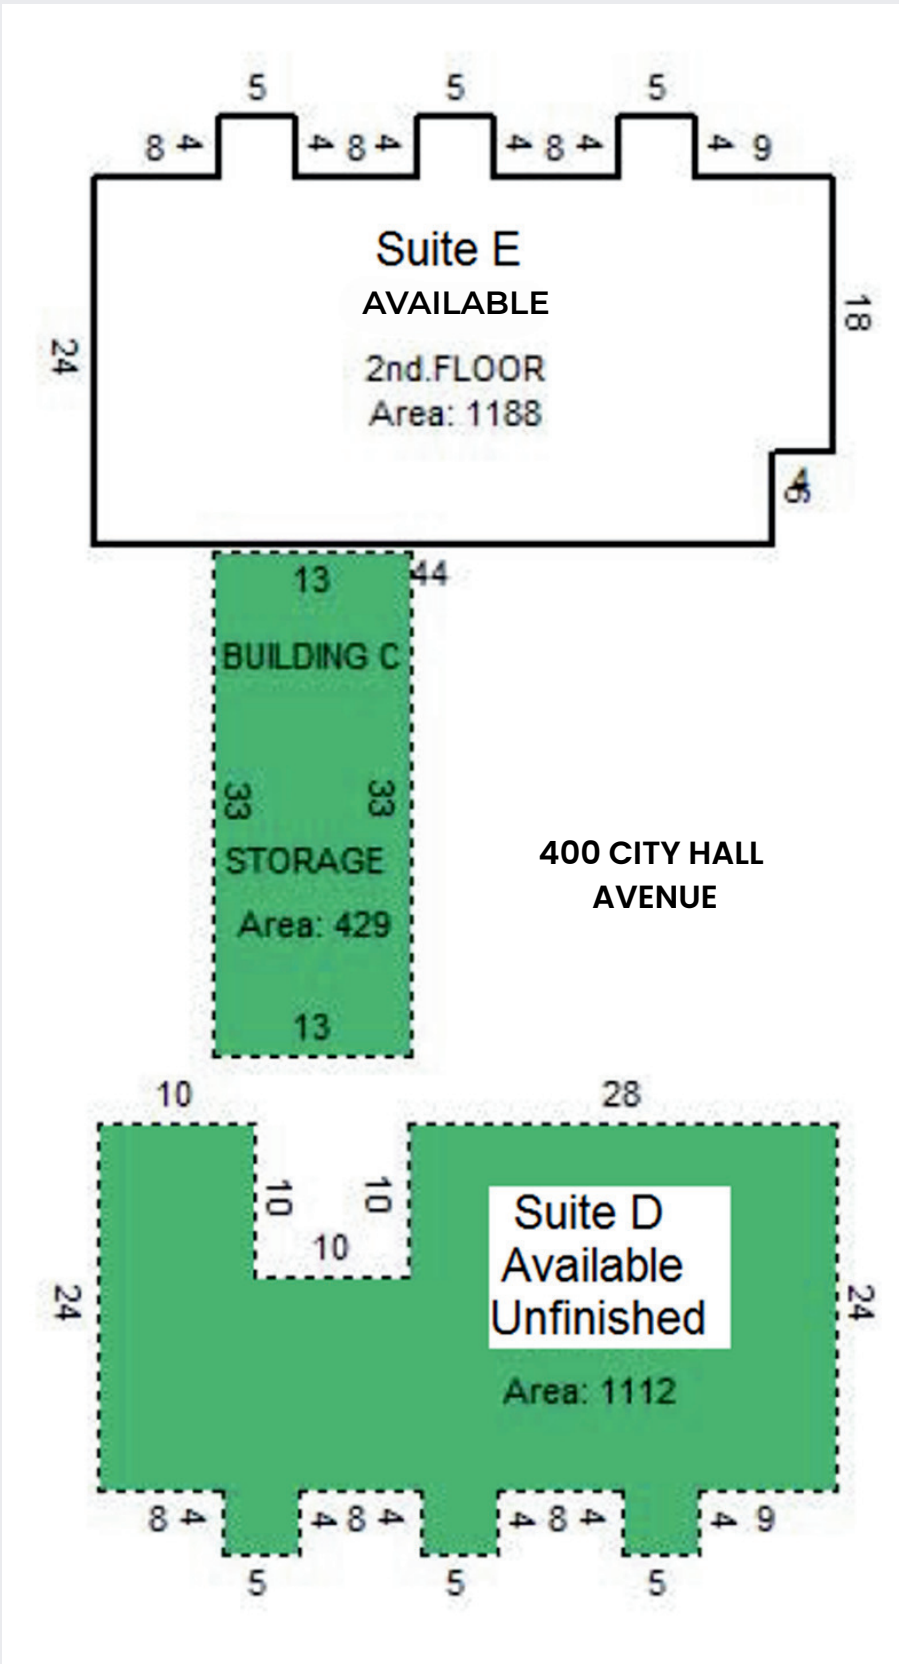 5 5 5
8 4 4 8 4 4 8 4 4 9
Suite E
AVAILABLE
18
24
2nd.FLOOR
Area: 1188
4
6
13
44
BUILDING C
33 33
STORAGE
400 CITY HALL
AVENUE
Area: 429
13
10 28
10 10
10
Suite D
Available
Unfinished
24 24
Area: 1112
8 4 4 8 4 4 8 4 4 9
5 5 5